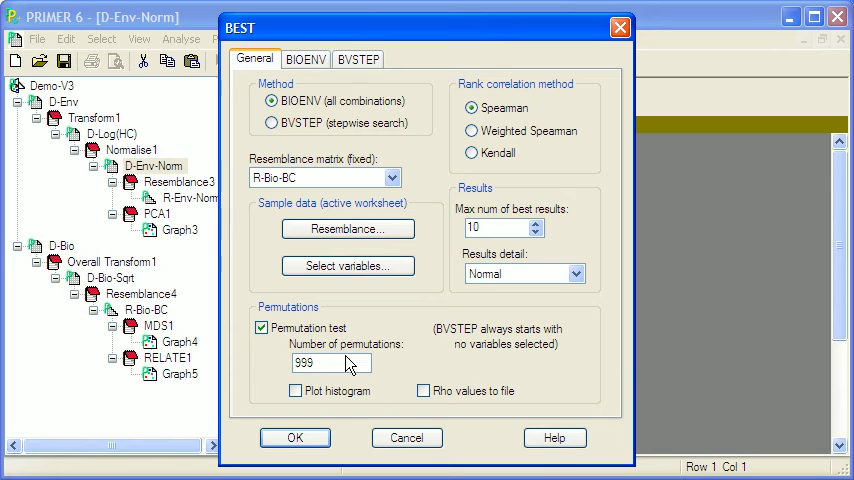 PRIMER 6 - [D-Env-Norm]
File Edit Select View Analyse
BEST
General BIOENV BVSTEP
Method
BIOENV (all combinations)
BVSTEP (stepwise search)
Rank correlation method
Spearman
Weighted Spearman
Kendall
Resemblance matrix (fixed):
R-Bio-BC
Sample data (active worksheet)
Resemblance...
Select variables...
Results
Max num of best results:
10
Results detail:
Normal
Permutations
Permutation test
Number of permutations:
999
(BVSTEP always starts with
no variables selected)
Plot histogram
Rho values to file
OK Cancel Help
Demo-V3
D-Env
Transform1
D-Log(HC)
Normalise1
D-Env-Norm
Resemblance3
R-Env-Nom
PCA1
Graph3
D-Bio
Overall Transform1
D-Bio-Sqrt
Resemblance4
R-Bio-BC
MDS1
Graph4
RELATE1
Graph5
Row 1 Col 1